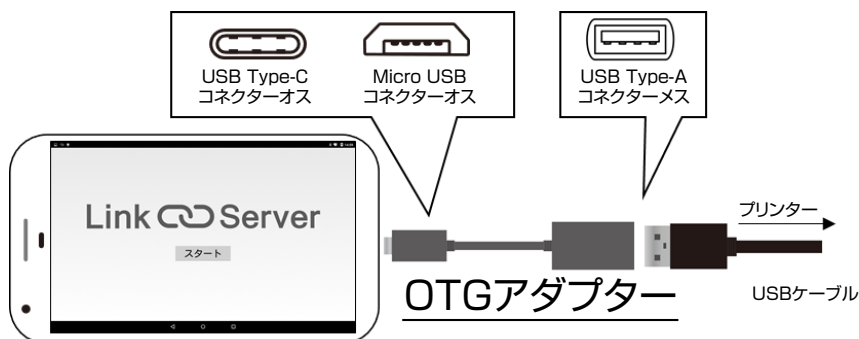 USB Type-C
コネクターオス
Micro USB
コネクターオス
USB Type-A
コネクターメス
Link Server
スタート
プリンター
OTGアダプター
USBケーブル